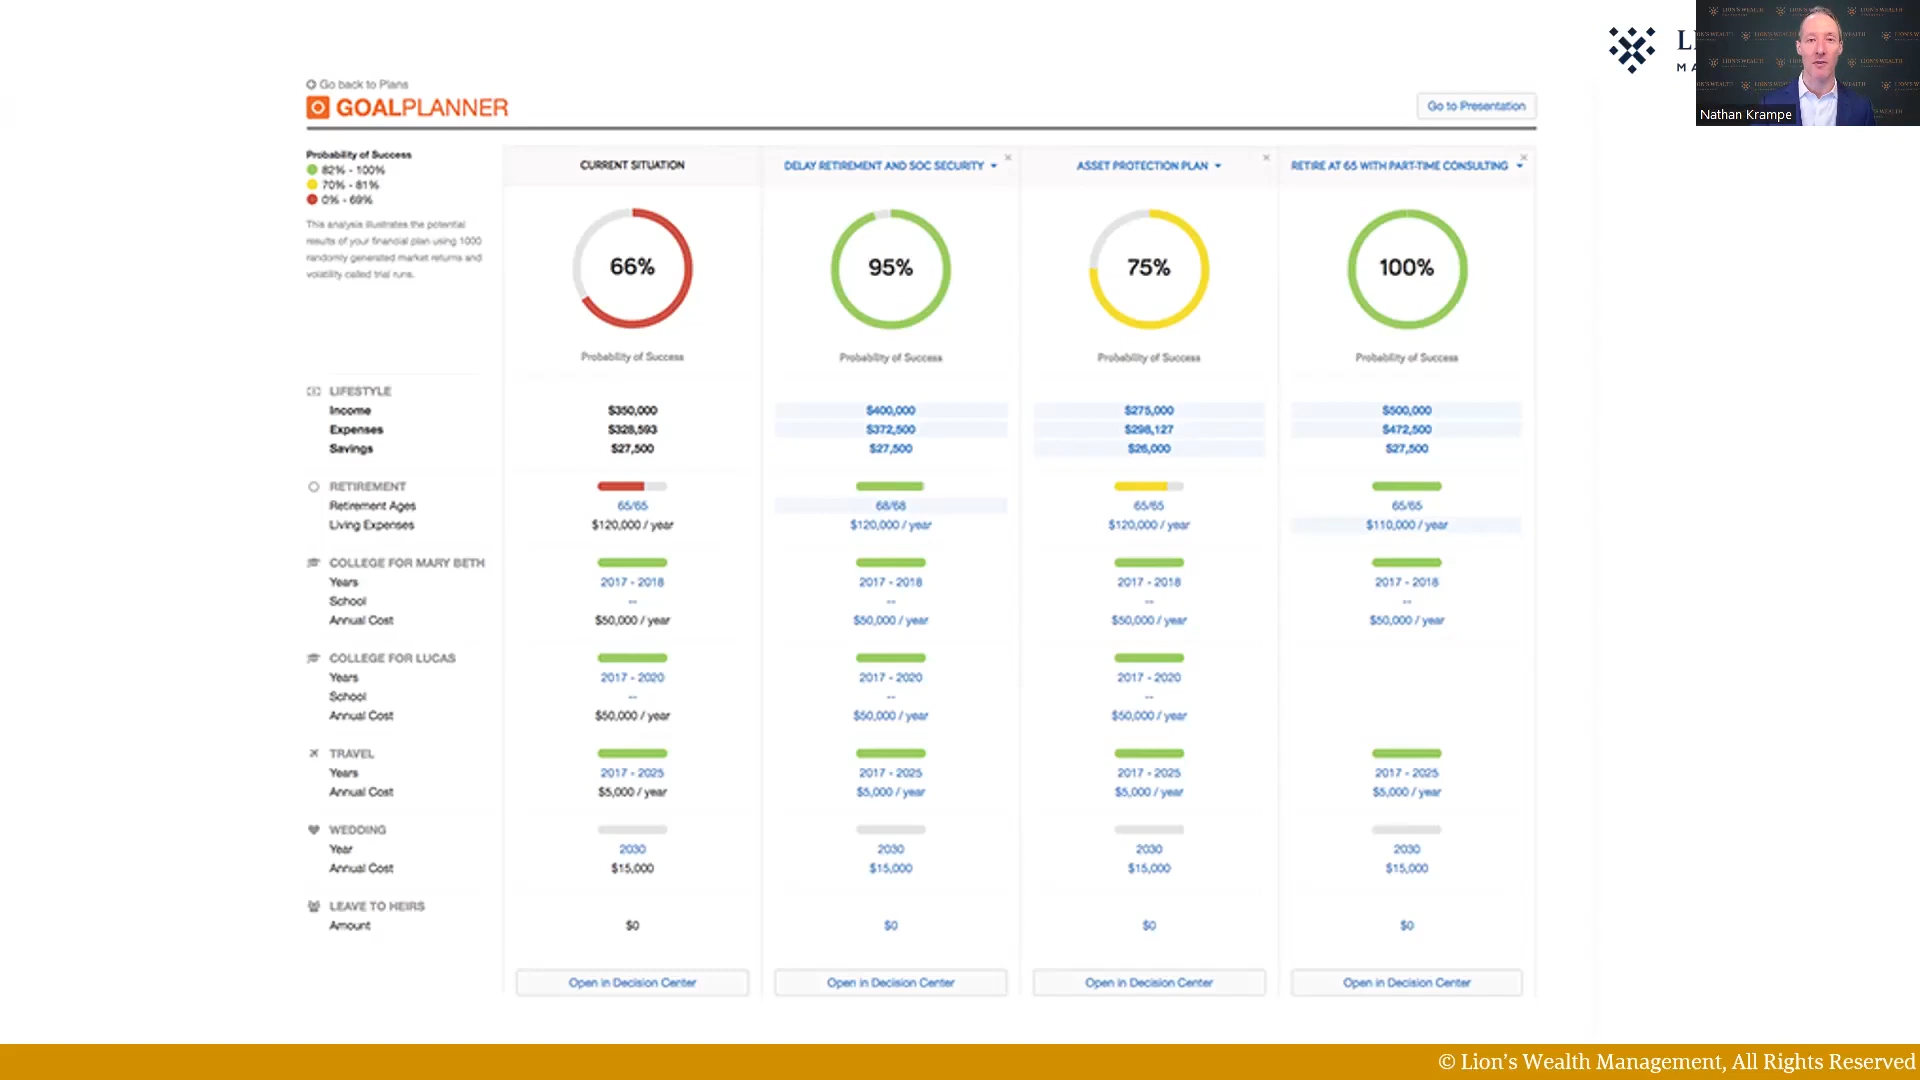 L
MA
Nathan Krampe
Go back to Plans
GOALPLANNER
Go to Presentation
Probability of Success
82% - 100%
70% - 81%
0% - 69%
This analysis illustrates the potential
results of your financial plan using 1000
randomly generated market returns and
volatility called trial runs.
CURRENT SITUATION DELAY RETIREMENT AND SOC SECURITY ASSET PROTECTION PLAN RETIRE AT 65 WITH PART-TIME CONSULTING
66% 95% 75% 100%
Probability of Success Probability of Success Probability of Success Probability of Success
LIFESTYLE
Income $350,000 $400,000 $275,000 $500,000
Expenses $328,593 $372,500 $298,127 $472,500
Savings $27,500 $27,500 $26,000 $27,500
RETIREMENT
Retirement Ages 65/65 68/68 65/65 65/65
Living Expenses $120,000 / year $120,000 / year $120,000 / year $110,000 / year
COLLEGE FOR MARY BETH
Years 2017 - 2018 2017 - 2018 2017 - 2018 2017 - 2018
School -- -- -- --
Annual Cost $50,000 / year $50,000 / year $50,000 / year $50,000 / year
COLLEGE FOR LUCAS
Years 2017 - 2020 2017 - 2020 2017 - 2020
School -- -- --
Annual Cost $50,000 / year $50,000 / year $50,000 / year
TRAVEL
Years 2017 - 2025 2017 - 2025 2017 - 2025 2017 - 2025
Annual Cost $5,000 / year $5,000 / year $5,000 / year $5,000 / year
WEDDING
Year 2030 2030 2030 2030
Annual Cost $15,000 $15,000 $15,000 $15,000
LEAVE TO HEIRS
Amount $0 $0 $0 $0
Open in Decision Center Open in Decision Center Open in Decision Center Open in Decision Center
© Lion's Wealth Management, All Rights Reserved